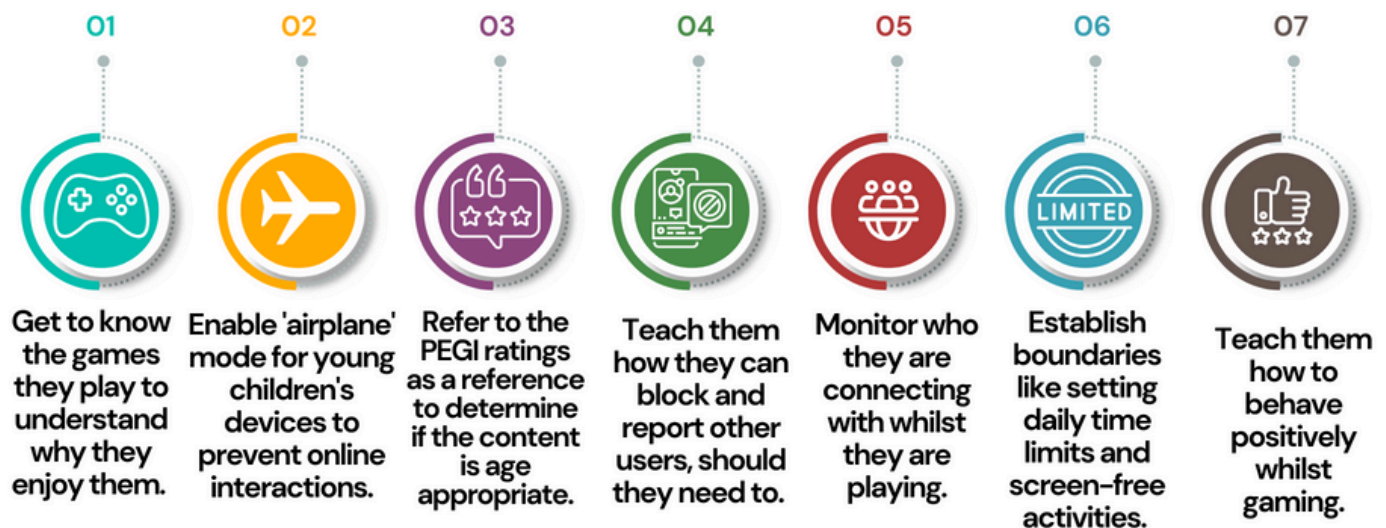 01
Get to know
the games
they play to
understand
why they
enjoy them.
02
Enable 'airplane'
mode for young
children's
devices to
prevent online
interactions.
03
Refer to the
PEGI ratings
as a reference
to determine
if the content
is age
appropriate.
04
Teach them
how they can
block and
report other
users, should
they need to.
05
Monitor who
they are
connecting
with whilst
they are
playing.
06
LIMITED
Establish
boundaries
like setting
daily time
limits and
screen-free
activities.
07
Teach them
how to
behave
positively
whilst
gaming.